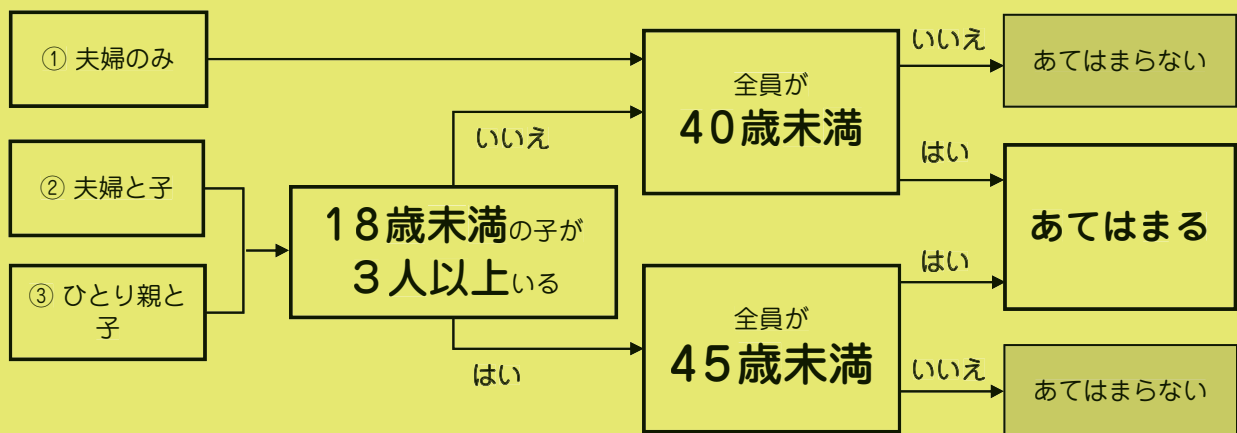 ① 夫婦のみ
② 夫婦と子
③ ひとり親と
子
いいえ
18歳未満の子が
3人以上いる
はい
全員が
40歳未満
全員が
45歳未満
いいえ
はい
はい
いいえ
あてはまらない
あてはまる
あてはまらない